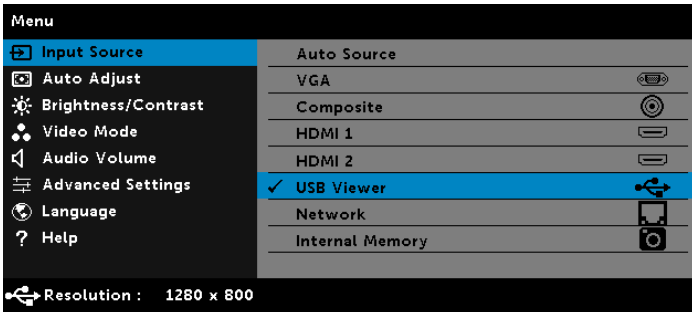 Menu
Input Source
Auto Adjust
Brightness/Contrast
Video Mode
Audio Volume
Advanced Settings
Language
? Help
Auto Source
VGA
Composite
HDMI 1
HDMI 2
✓ USB Viewer
Network
Internal Memory
Resolution : 1280 x 800